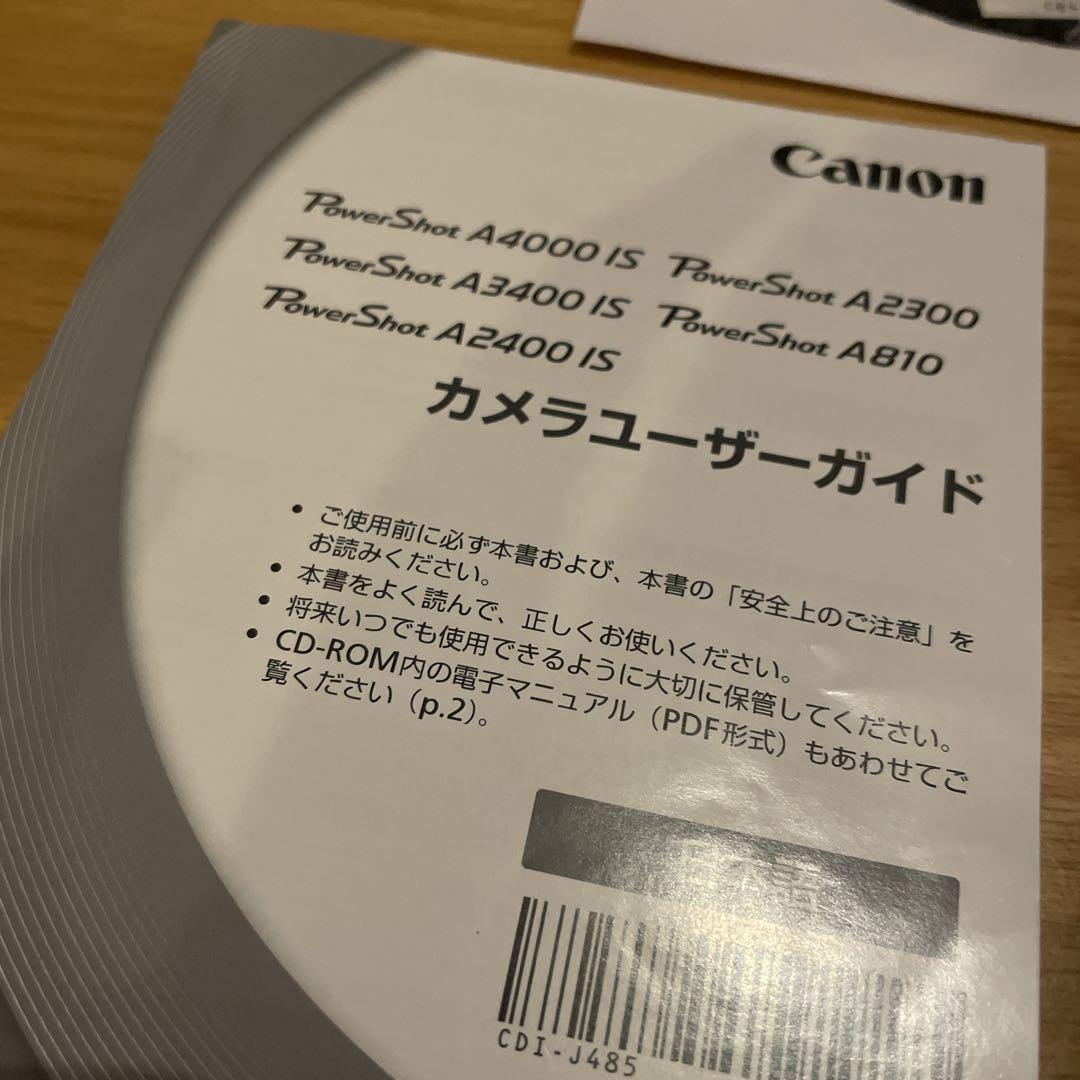 Canon
PowerShot A4000 IS PowerShot A2300
PowerShot A3400 IS PowerShot A810
PowerShot A2400 IS
カメラユーザーガイド
• ご使用前に必ず本書および、本書の「安全上のご注意」を
お読みください。
• 本書をよく読んで、正しくお使いください。
• 将来いつでも使用できるように大切に保管してください。
• CD-ROM内の電子マニュアル（PDF形式）もあわせてご
覧ください（p.2）。
日本語
CDI-J485